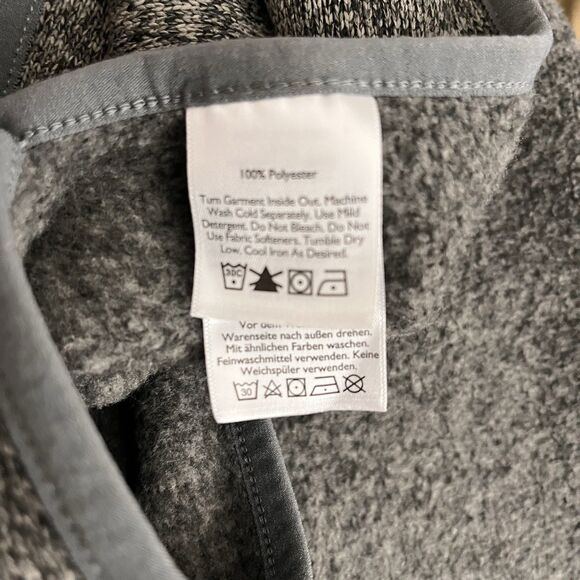 100% Polyester
Turn Garment Inside Out. Machine
Wash Cold Separately. Use Mild
Detergent. Do Not Bleach. Do Not
Use Fabric Softeners. Tumble Dry
Low. Cool Iron As Desired.
30C
Vor dem
Warenseite nach außen drehen.
Mit ähnlichen Farben waschen.
Feinwaschmittel verwenden. Keine
Weichspüler verwenden.
30